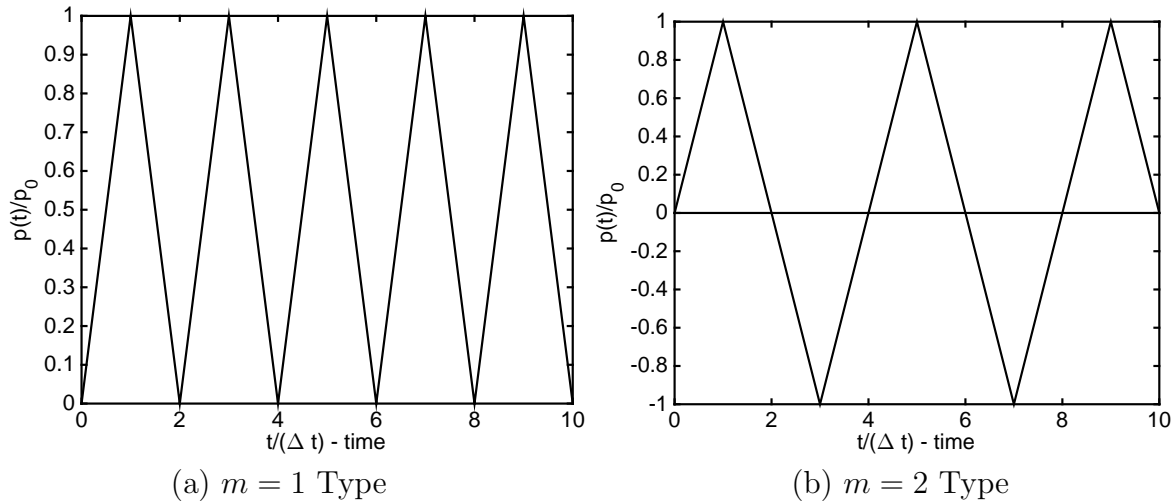 1
0.9
0.8
0.7
0.6
0.5
0.4
0.3
0.2
0.1
0
p(t)/p0
0 2 4 6 8 10
t/(Δ t) - time
(a) m = 1 Type
1
0.8
0.6
0.4
0.2
0
-0.2
-0.4
-0.6
-0.8
-1
p(t)/p0
0 2 4 6 8 10
t/(Δ t) - time
(b) m = 2 Type